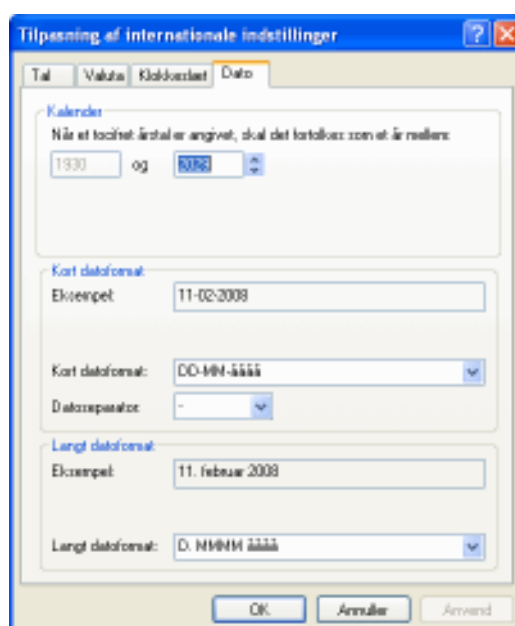 Tilpasning af internationale indstillinger
Tal Valuta Klokkeslæt Dato
Kalender
Når et tocifret årstal er angivet, skal det fortolkes som et år mellem:
1930 og 2029
Kort datoformat
Eksempel: 11-02-2008
Kort datoformat: DD-MM-åååå
Datoseparator: -
Langt datoformat
Eksempel: 11. februar 2008
Langt datoformat: D. MMMM åååå
OK Annuller Anvend